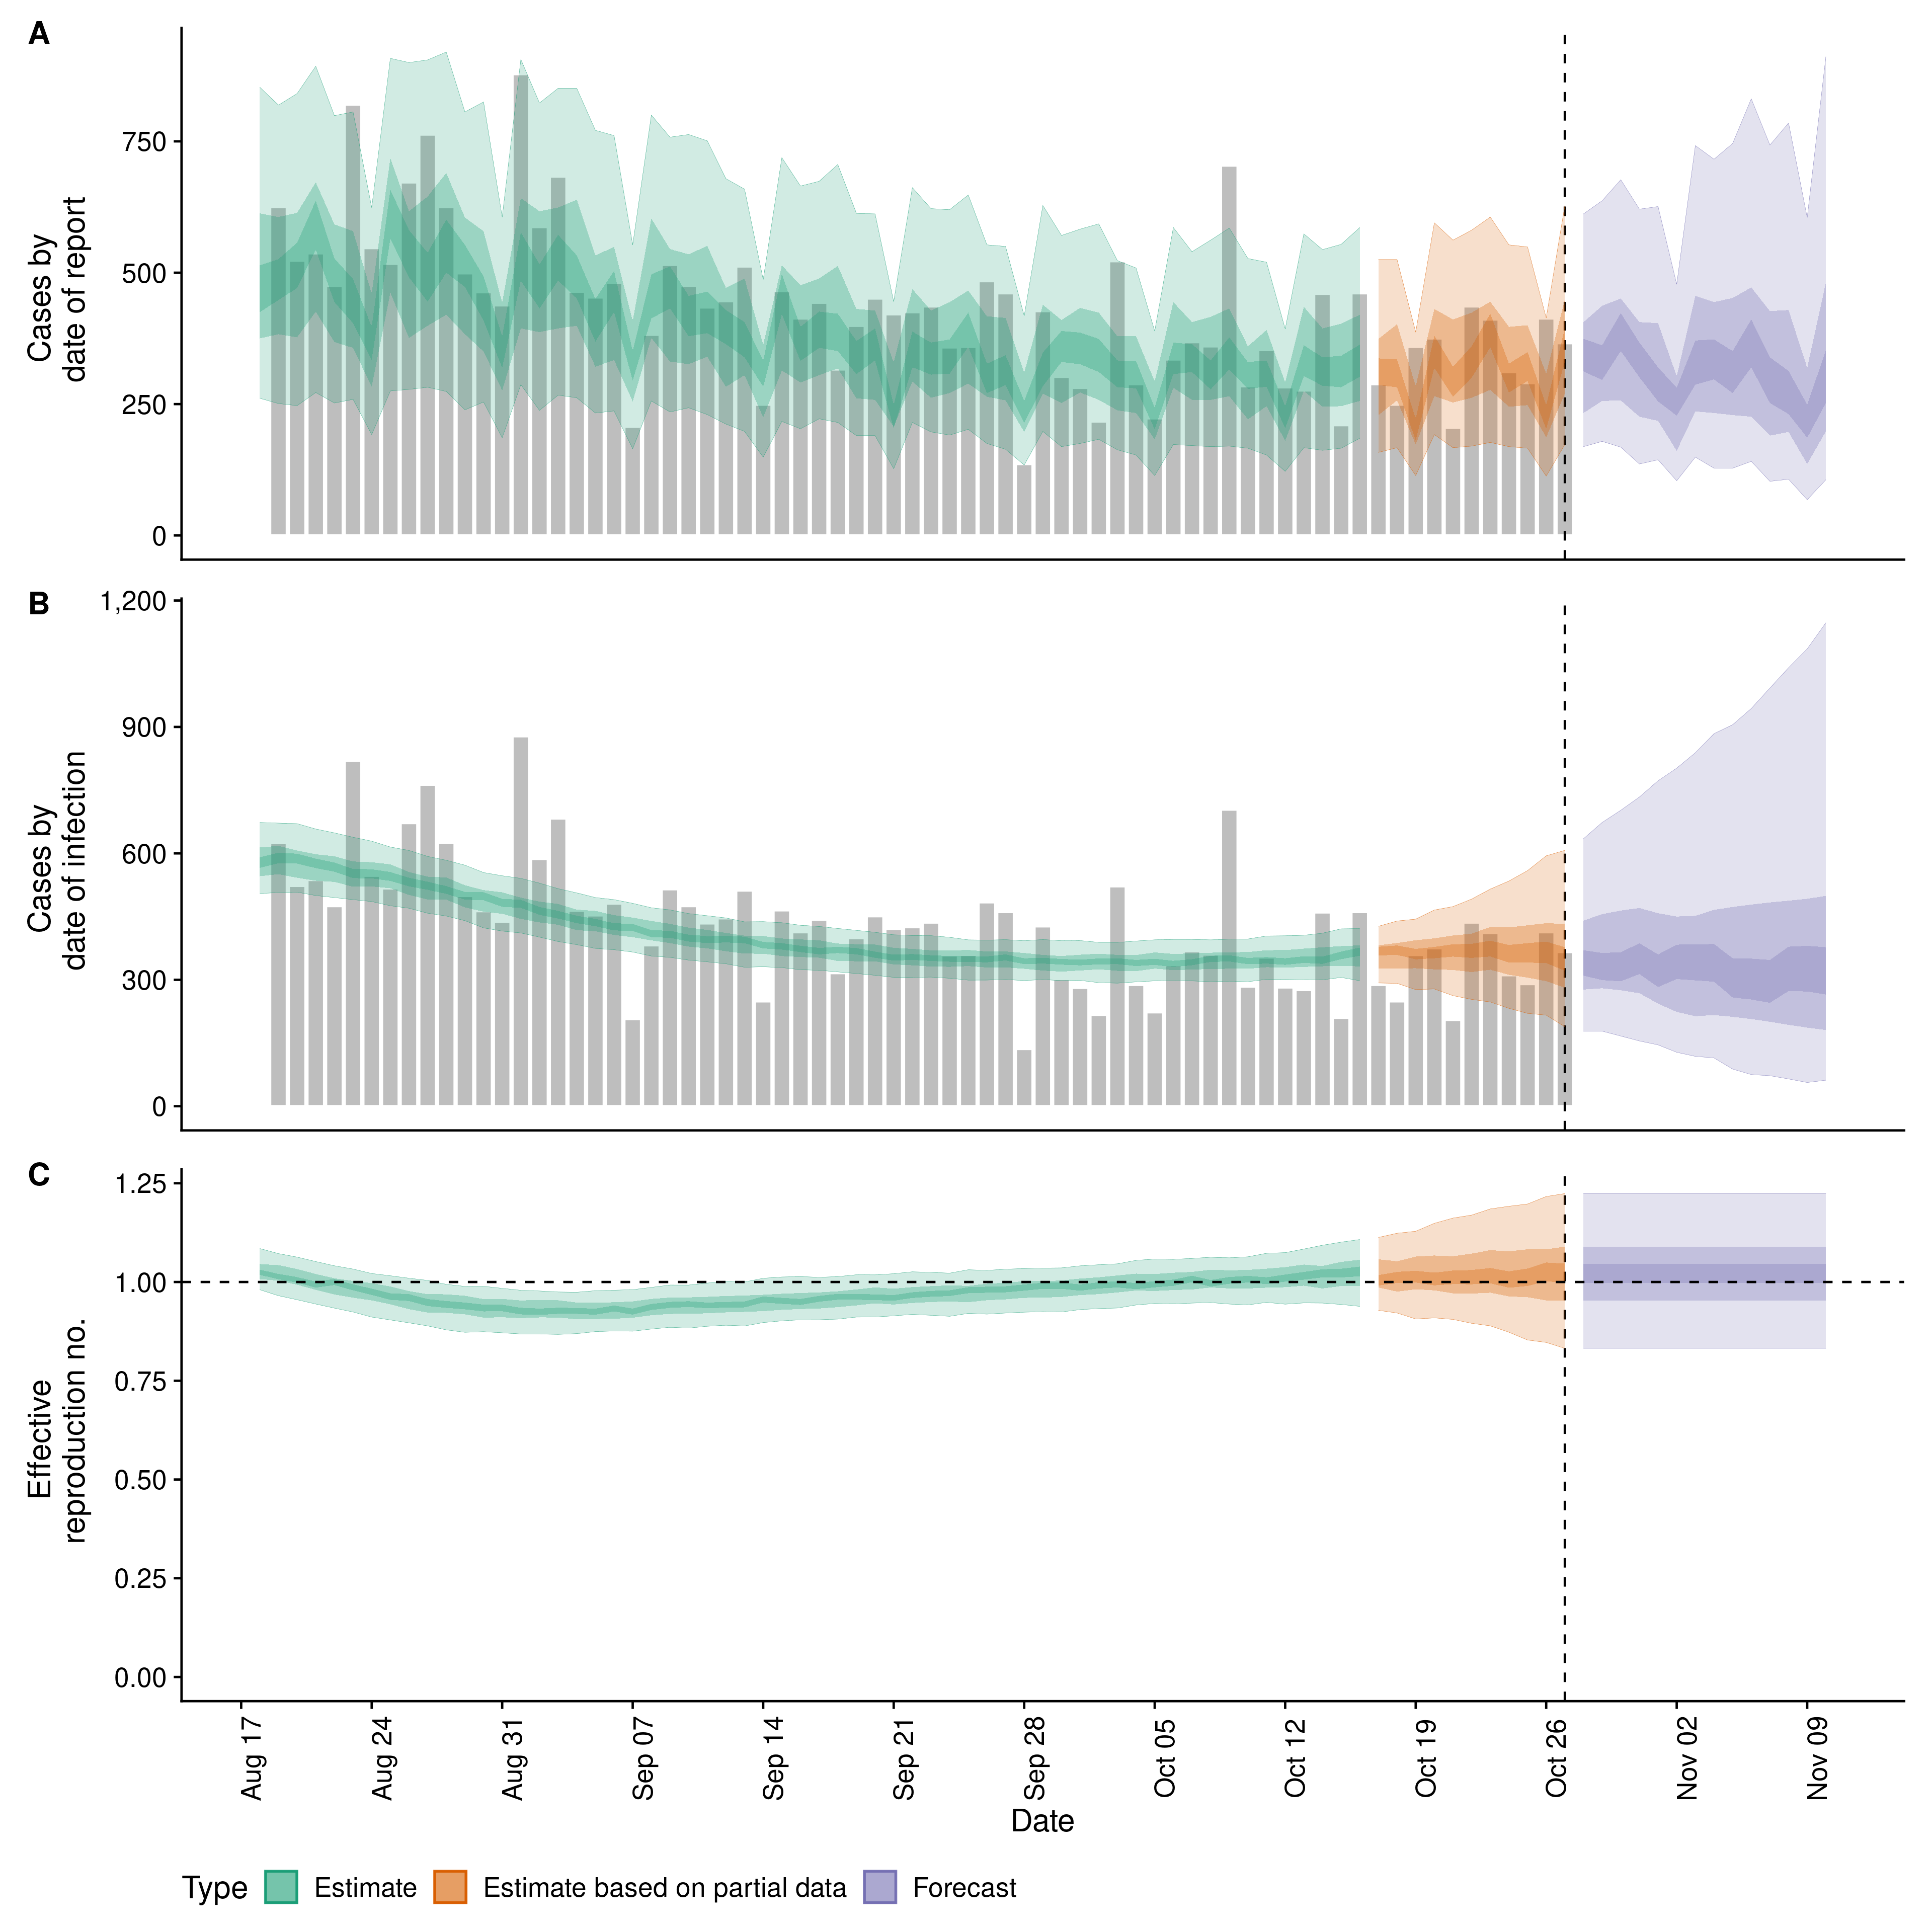 A
Cases by
date of report
750
500
250
0
B
Cases by
date of infection
1,200
900
600
300
0
C
Effective
reproduction no.
1.25
1.00
0.75
0.50
0.25
0.00
Aug 17
Aug 24
Aug 31
Sep 07
Sep 14
Sep 21
Sep 28
Oct 05
Oct 12
Oct 19
Oct 26
Nov 02
Nov 09
Date
Type Estimate Estimate based on partial data Forecast